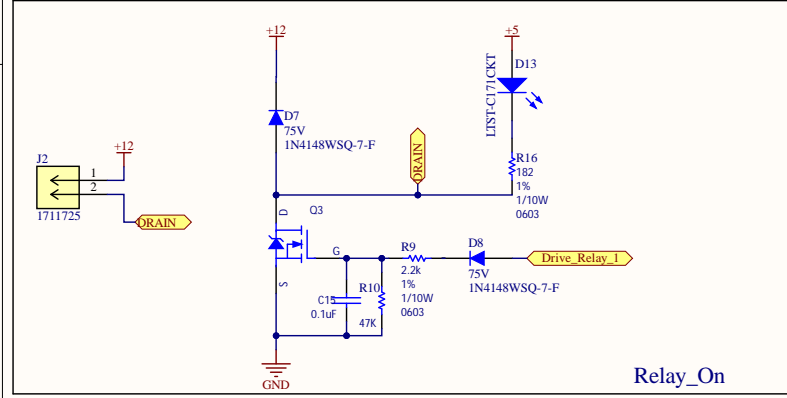 +12
+5
D13
LTST-C171CKT
D7
75V
1N4148WSQ-7-F
J2
+12
1
2
1711725
DRAIN
DRAIN
R16
182
1%
1/10W
0603
D
Q3
G
S
R9
2.2k
1%
1/10W
0603
D8
75V
1N4148WSQ-7-F
Drive_Relay_1
C15
0.1uF
R10
47K
GND
Relay_On